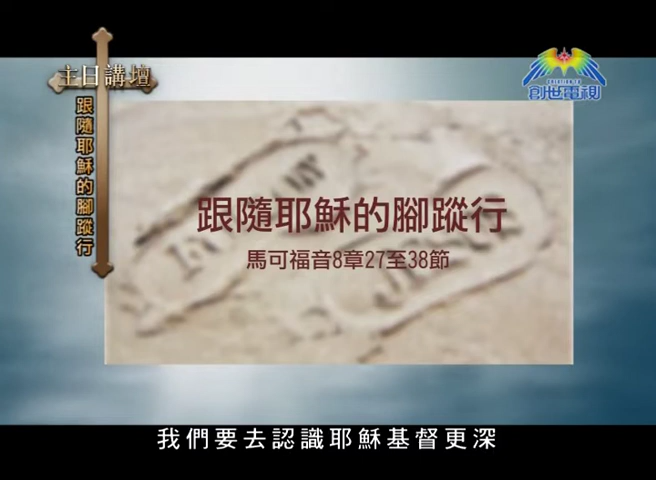 主日講壇
跟隨耶穌的腳蹤行
創世電視
跟隨耶穌的腳蹤行
馬可福音8章27至38節
我們要去認識耶穌基督更深